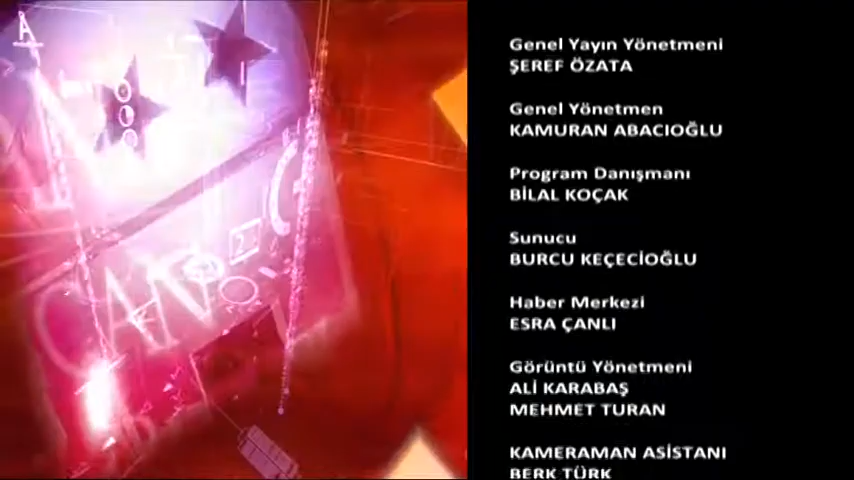 Genel Yayın Yönetmeni
ŞEREF ÖZATA
Genel Yönetmen
KAMURAN ABACIOĞLU
Program Danışmanı
BİLAL KOÇAK
Sunucu
BURCU KEÇECİOĞLU
Haber Merkezi
ESRA ÇANLI
Görüntü Yönetmeni
ALİ KARABAŞ
MEHMET TURAN
KAMERAMAN ASİSTANI
BERK TÜRK